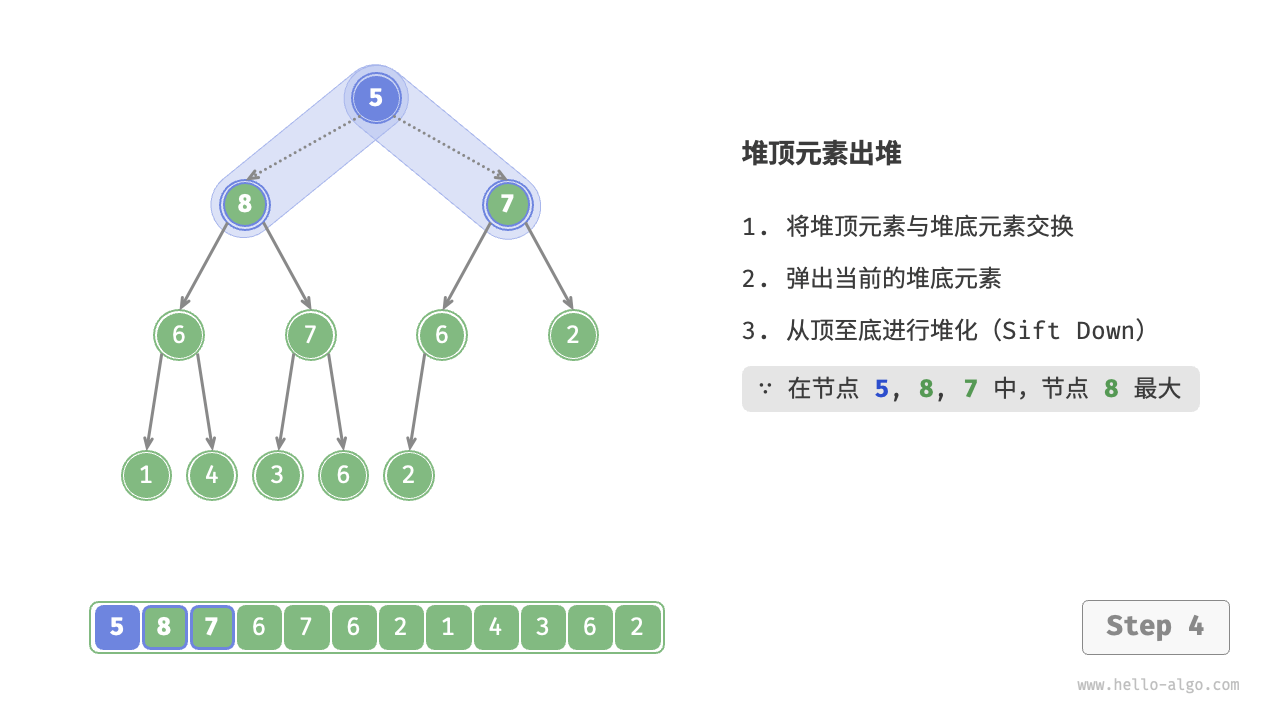 5
8 7
6 7 6 2
1 4 3 6 2
堆顶元素出堆
1. 将堆顶元素与堆底元素交换
2. 弹出当前的堆底元素
3. 从顶至底进行堆化（Sift Down）
∵ 在节点 5, 8, 7 中，节点 8 最大
5 8 7 6 7 6 2 1 4 3 6 2
Step 4
www.hello-algo.com